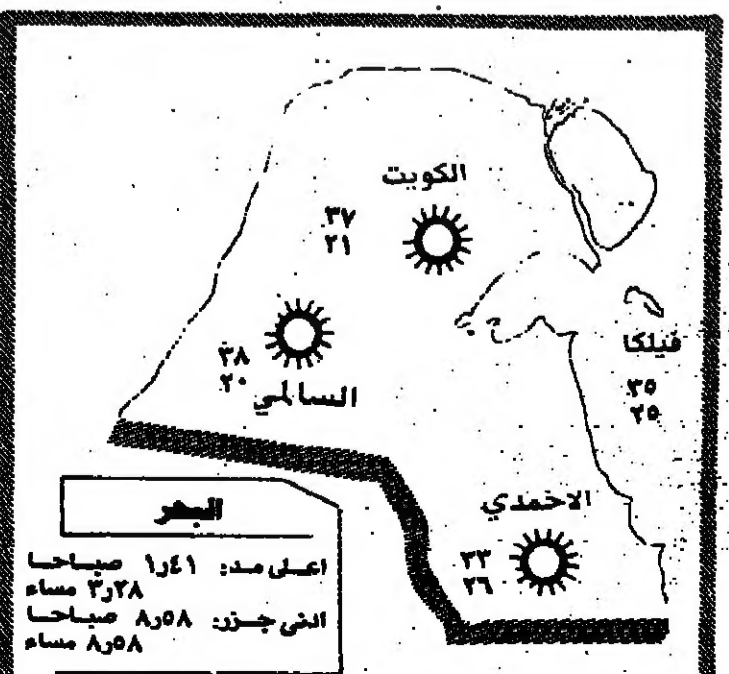 الكويت
٣٧
٢١
فيلكا
٣٥
٢٥
٣٨
٢٠
السالمي
الاحمدي
٣٣
٢٦
البحر
اعلى مد: ١٫٤١ صباحا
٣٫٢٨ مساء
ادنى جزر: ٨٫٥٨ صباحا
٨٫٥٨ مساء